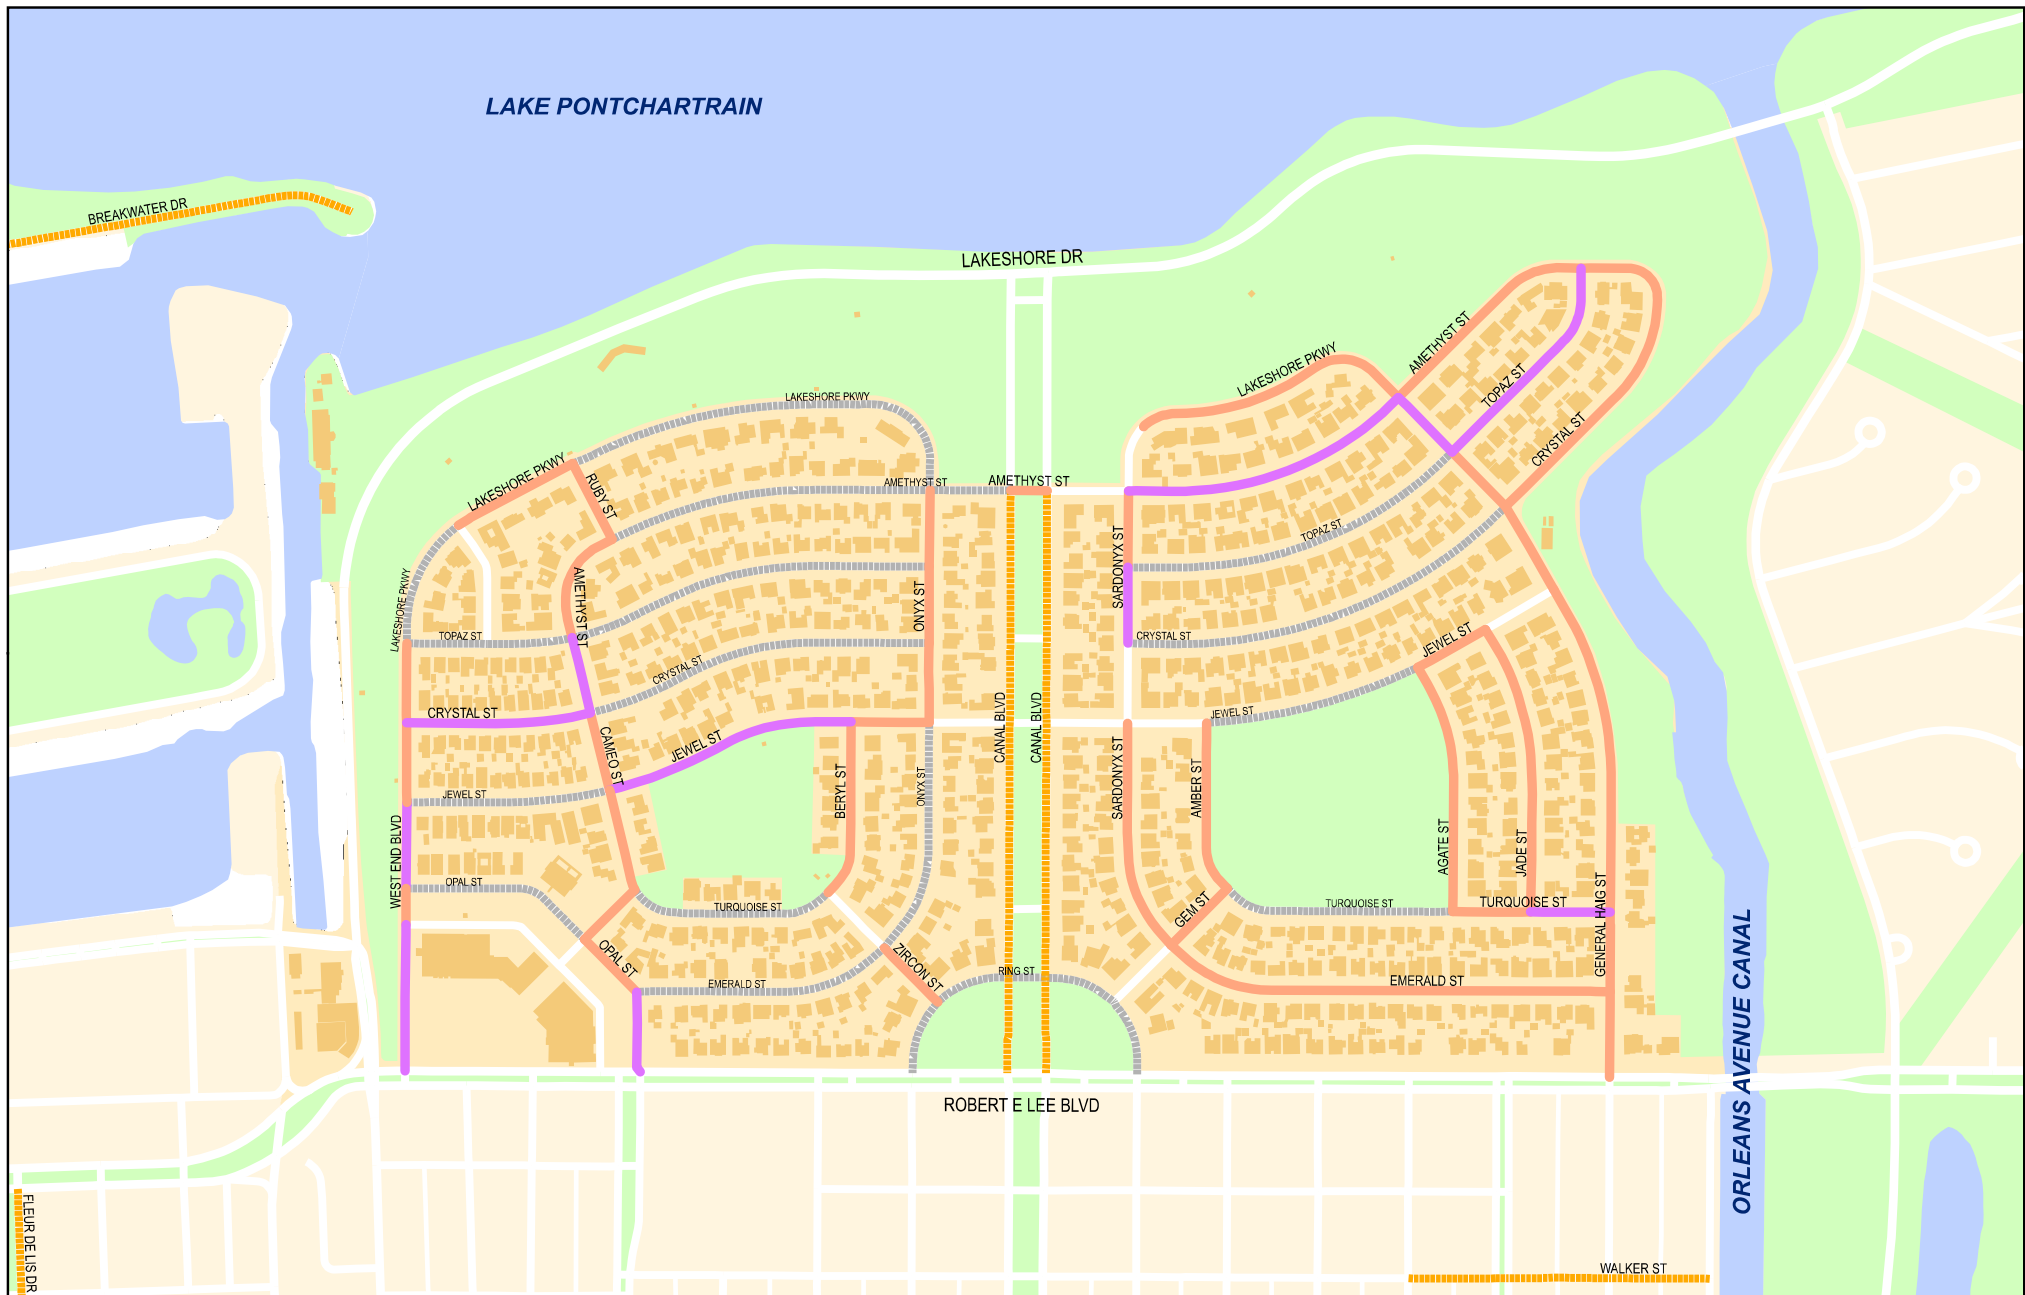 LAKE PONTCHARTRAIN
BREAKWATER DR
LAKESHORE DR
AMETHYST ST
LAKESHORE PKWY
TOPAZ ST
LAKESHORE PKWY
CRYSTAL ST
LAKESHORE PKWY
RUBY ST
AMETHYST ST
AMETHYST ST
TOPAZ ST
SARDONYX ST
LAKESHORE PKWY
AMETHYST ST
ONYX ST
TOPAZ ST
CRYSTAL ST
JEWEL ST
CRYSTAL ST
CRYSTAL ST
JEWEL ST
CANAL BLVD
CANAL BLVD
CAMEO ST
JEWEL ST
JEWEL ST
BERYL ST
ONYX ST
SARDONYX ST
AMBER ST
AGATE ST
JADE ST
WEST END BLVD
OPAL ST
TURQUOISE ST
GEM ST
TURQUOISE ST
TURQUOISE ST
GENERAL HAIG ST
OPAL ST
ZIRCON ST
RING ST
EMERALD ST
EMERALD ST
ORLEANS AVENUE CANAL
ROBERT E LEE BLVD
FLEUR DE LIS DR
WALKER ST